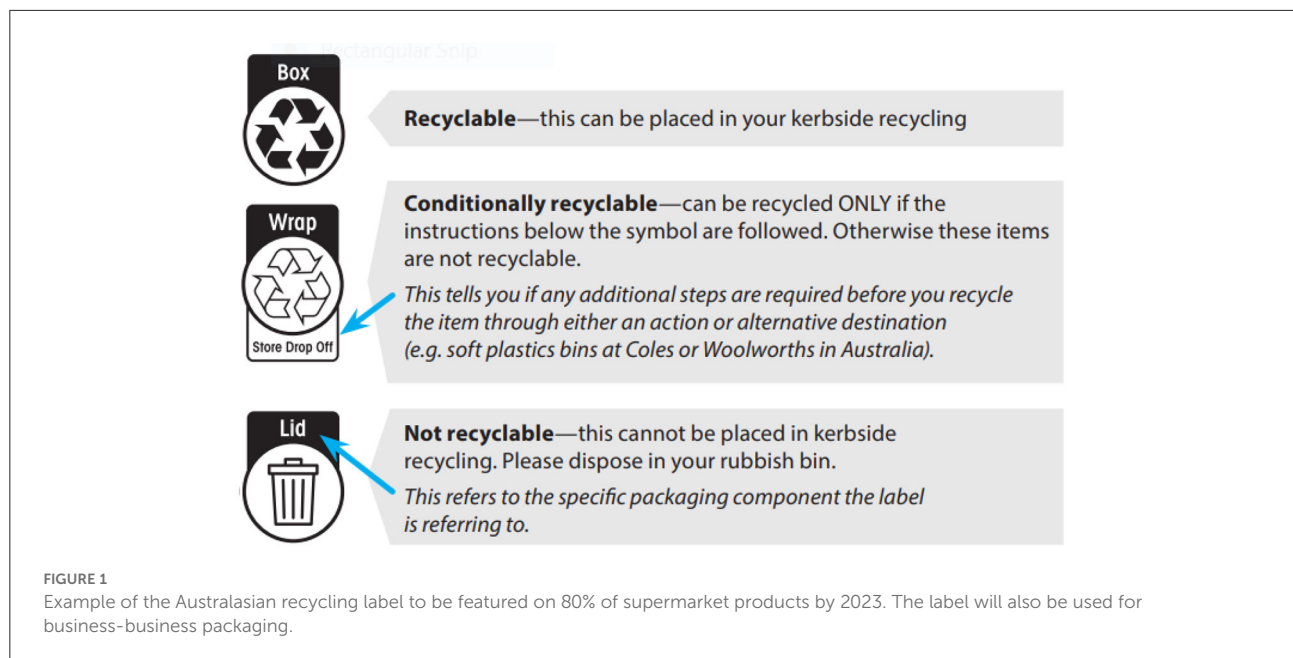 Rectangular Snip
Box
Recyclable—this can be placed in your kerbside recycling
Wrap
Store Drop Off
Conditionally recyclable—can be recycled ONLY if the
instructions below the symbol are followed. Otherwise these items
are not recyclable.
This tells you if any additional steps are required before you recycle
the item through either an action or alternative destination
(e.g. soft plastics bins at Coles or Woolworths in Australia).
Lid
Not recyclable—this cannot be placed in kerbside
recycling. Please dispose in your rubbish bin.
This refers to the specific packaging component the label
is referring to.
FIGURE 1
Example of the Australasian recycling label to be featured on 80% of supermarket products by 2023. The label will also be used for
business-business packaging.